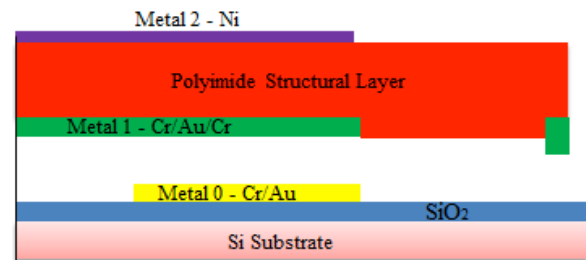 Metal 2 - Ni
Polyimide Structural Layer
Metal 1 - Cr/Au/Cr
Metal 0 - Cr/Au
SiO₂
Si Substrate